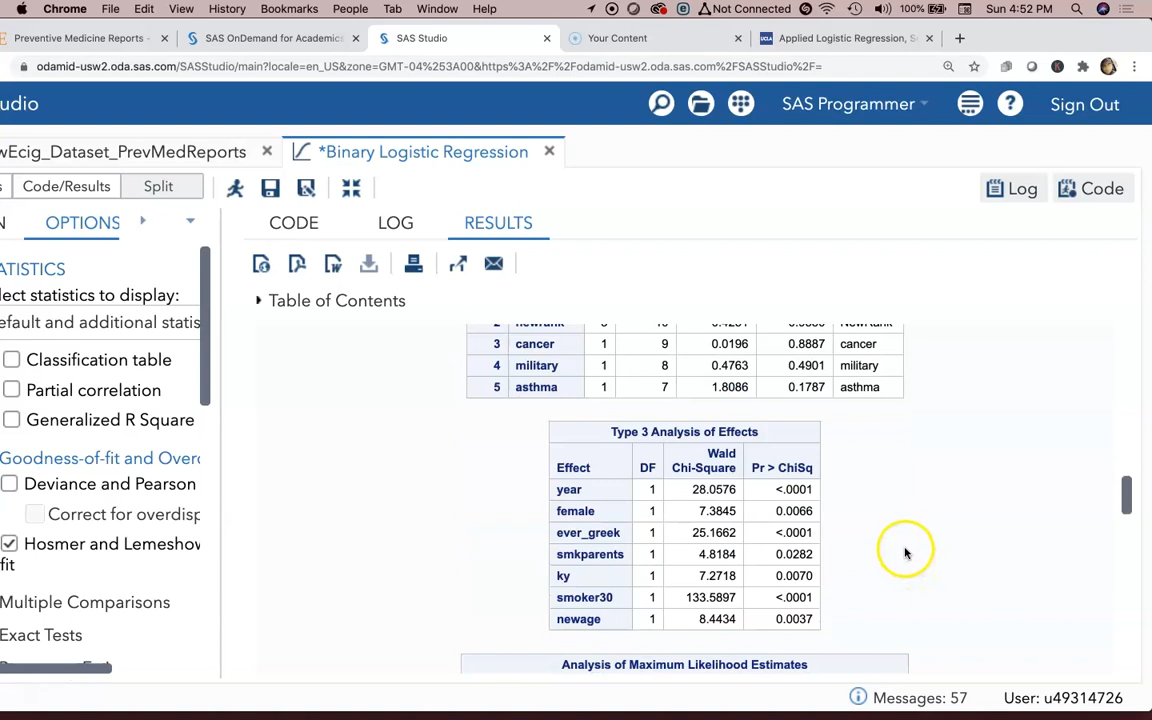 Chrome File Edit View History Bookmarks People Tab Window Help Not Connected 100% Sun 4:52 PM
Preventive Medicine Reports - × SAS OnDemand for Academics × SAS Studio × Your Content × UCLA Applied Logistic Regression, S × +
odamid-usw2.oda.sas.com/SASStudio/main?locale=en_US&zone=GMT-04%253A00&https%3A%2F%2Fodamid-usw2.oda.sas.com%2FSASStudio%2F=
udio SAS Programmer ? Sign Out
wEcig_Dataset_PrevMedReports × *Binary Logistic Regression ×
s Code/Results Split Log Code
N OPTIONS CODE LOG RESULTS
ATISTICS
elect statistics to display:
efault and additional statis
Classification table
Partial correlation
Generalized R Square
Goodness-of-fit and Overd
Deviance and Pearson
Correct for overdisp
Hosmer and Lemeshov
fit
Multiple Comparisons
Exact Tests
Table of Contents
3 cancer 1 9 0.0196 0.8887 cancer
4 military 1 8 0.4763 0.4901 military
5 asthma 1 7 1.8086 0.1787 asthma
Type 3 Analysis of Effects
Wald
Effect DF Chi-Square Pr > ChiSq
year 1 28.0576 <.0001
female 1 7.3845 0.0066
ever_greek 1 25.1662 <.0001
smkparents 1 4.8184 0.0282
ky 1 7.2718 0.0070
smoker30 1 133.5897 <.0001
newage 1 8.4434 0.0037
Analysis of Maximum Likelihood Estimates
Messages: 57 User: u49314726